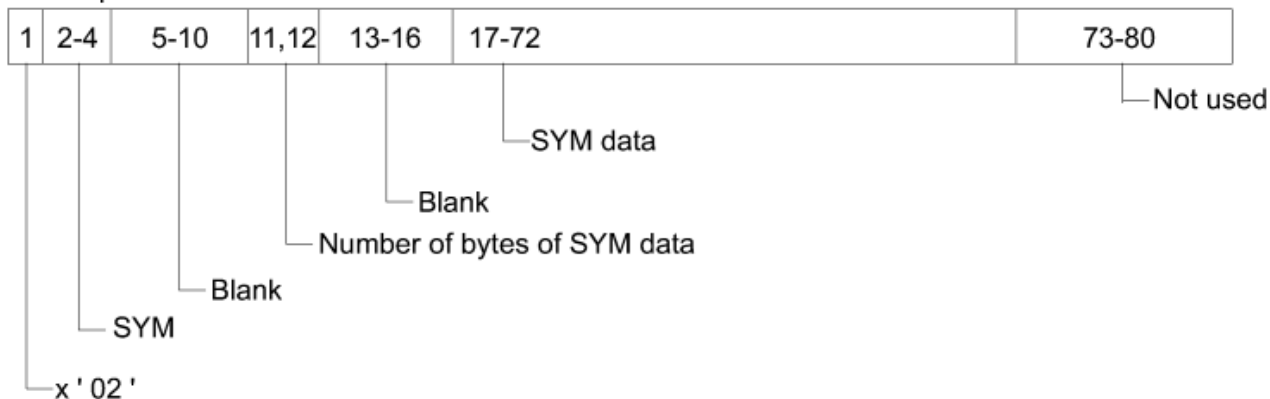 1 2-4 5-10 11,12 13-16 17-72 73-80
Not used
SYM data
Blank
Number of bytes of SYM data
Blank
SYM
x ' 02 '